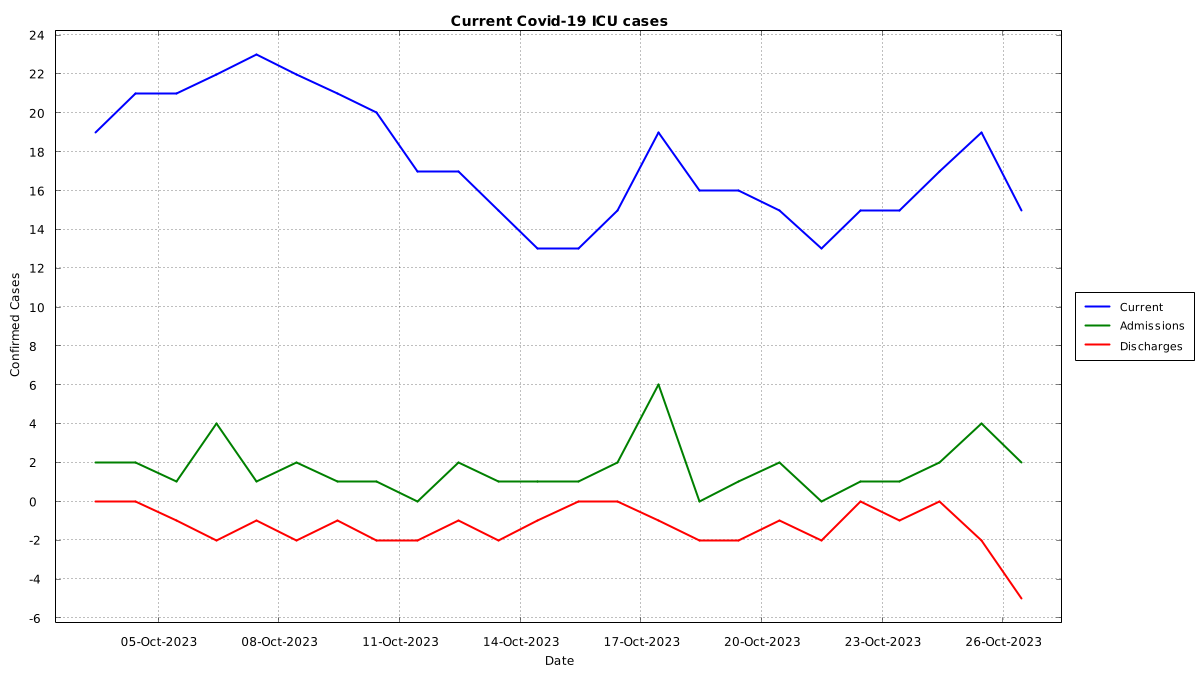 Current Covid-19 ICU cases
24
22
20
18
16
14
12
10
8
6
4
2
0
-2
-4
-6
Confirmed Cases
05-Oct-2023 08-Oct-2023 11-Oct-2023 14-Oct-2023 17-Oct-2023 20-Oct-2023 23-Oct-2023 26-Oct-2023
Date
Current
Admissions
Discharges